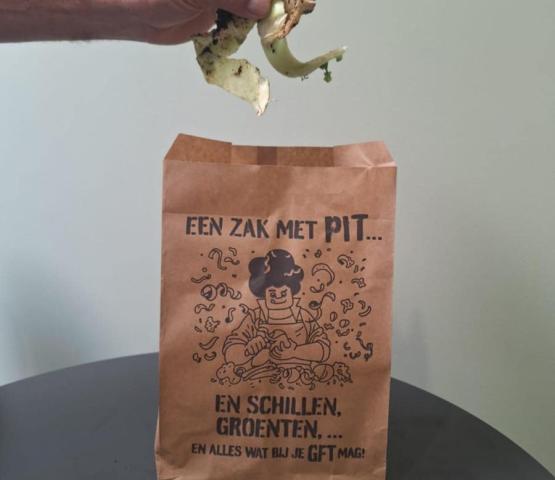 EEN ZAK MET PIT...
EN SCHILLEN,
GROENTEN, ...
EN ALLES WAT BIJ JE GFT MAG!